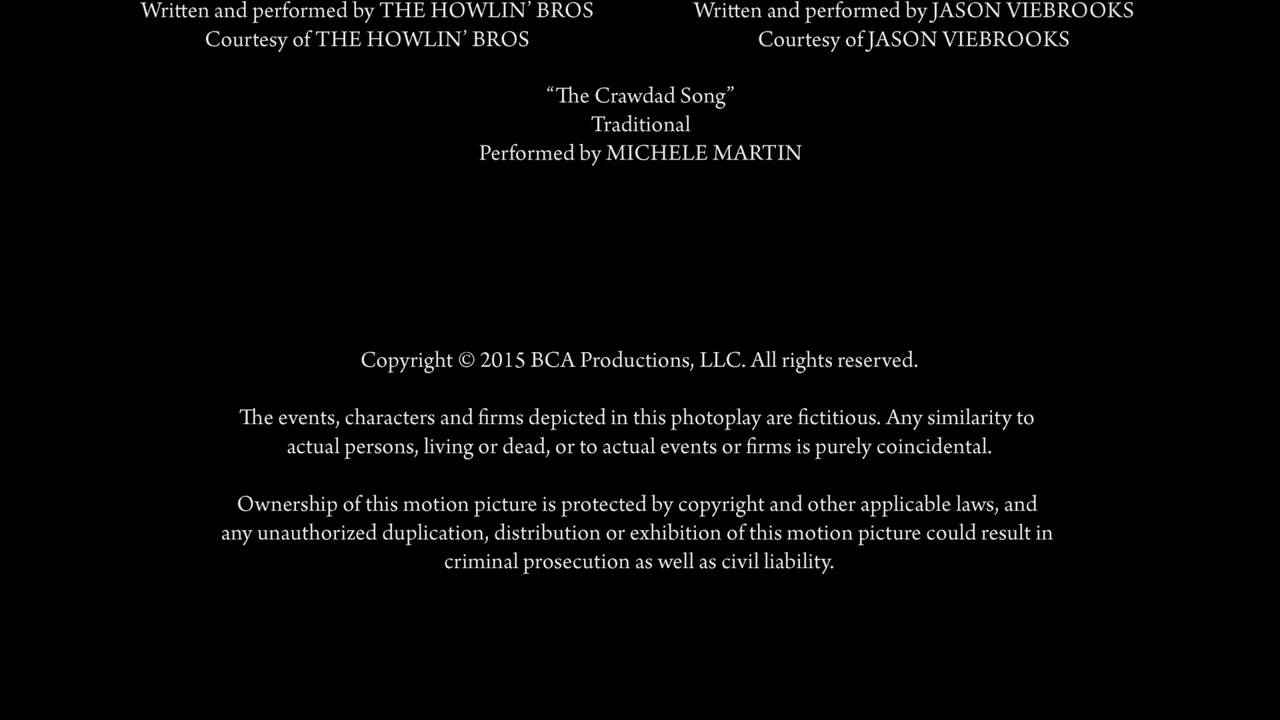 Written and performed by THE HOWLIN’ BROS
Courtesy of THE HOWLIN’ BROS
Written and performed by JASON VIEBROOKS
Courtesy of JASON VIEBROOKS
“The Crawdad Song”
Traditional
Performed by MICHELE MARTIN
Copyright © 2015 BCA Productions, LLC. All rights reserved.
The events, characters and firms depicted in this photoplay are fictitious. Any similarity to
actual persons, living or dead, or to actual events or firms is purely coincidental.
Ownership of this motion picture is protected by copyright and other applicable laws, and
any unauthorized duplication, distribution or exhibition of this motion picture could result in
criminal prosecution as well as civil liability.